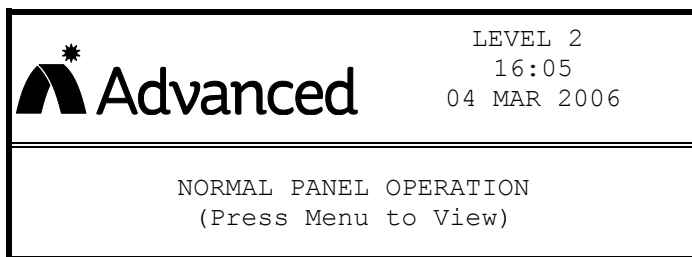 Advanced
LEVEL 2
16:05
04 MAR 2006
NORMAL PANEL OPERATION
(Press Menu to View)